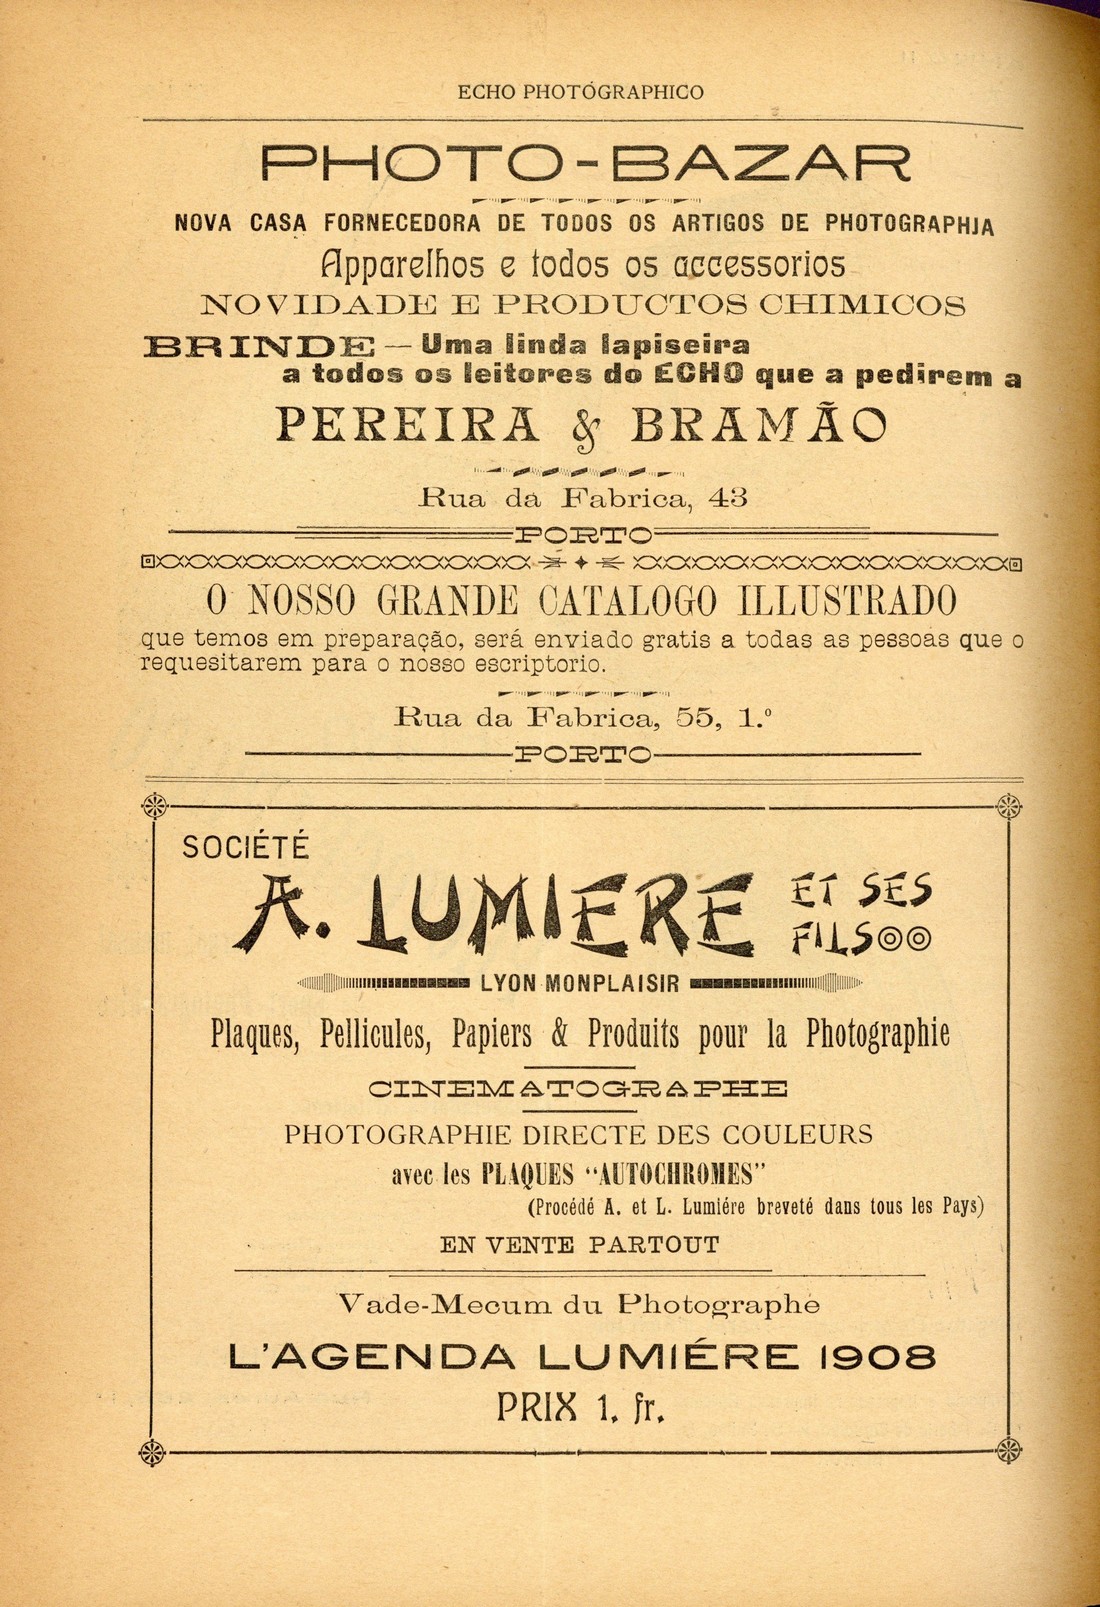 ECHO PHOTÓGRAPHICO
PHOTO-BAZAR
NOVA CASA FORNECEDORA DE TODOS OS ARTIGOS DE PHOTOGRAPHIA
Apparelhos e todos os accessorios
NOVIDADE E PRODUCTOS CHIMICOS
BRINDE — Uma linda lapiseira
a todos os leitores do ECHO que a pedirem a
PEREIRA & BRAMÃO
Rua da Fabrica, 43
PORTO
O NOSSO GRANDE CATALOGO ILLUSTRADO
que temos em preparação, será enviado gratis a todas as pessoas que o
requesitarem para o nosso escriptorio.
Rua da Fabrica, 55, 1.º
PORTO
SOCIÉTÉ
A. LUMIERE ET SES
FILS
LYON MONPLAISIR
Plaques, Pellicules, Papiers & Produits pour la Photographie
CINEMATOGRAPHE
PHOTOGRAPHIE DIRECTE DES COULEURS
avec les PLAQUES “AUTOCHROMES”
(Procédé A. et L. Lumiére breveté dans tous les Pays)
EN VENTE PARTOUT
Vade-Mecum du Photographe
L'AGENDA LUMIÉRE 1908
PRIX 1. fr.